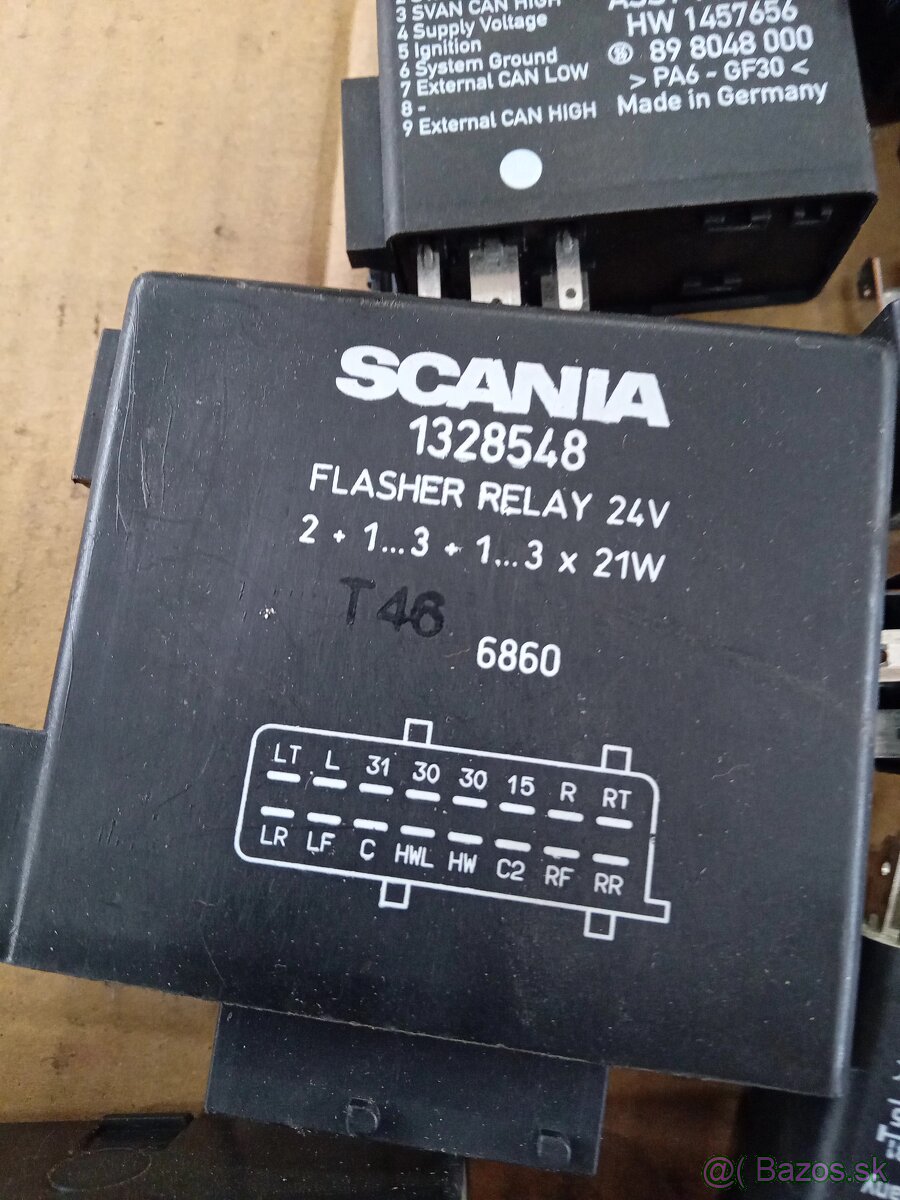 3 SVAN CAN HIGH
4 Supply Voltage
5 Ignition
6 System Ground
7 External CAN LOW
8 -
9 External CAN HIGH
HW 1457656
89 8048 000
> PA6 - GF30 <
Made in Germany
SCANIA
1328548
FLASHER RELAY 24V
2 + 1...3 + 1...3 x 21W
T46
6860
LT L 31 30 30 15 R RT
LR LF C HWL HW C2 RF RR
@( Bazos.sk